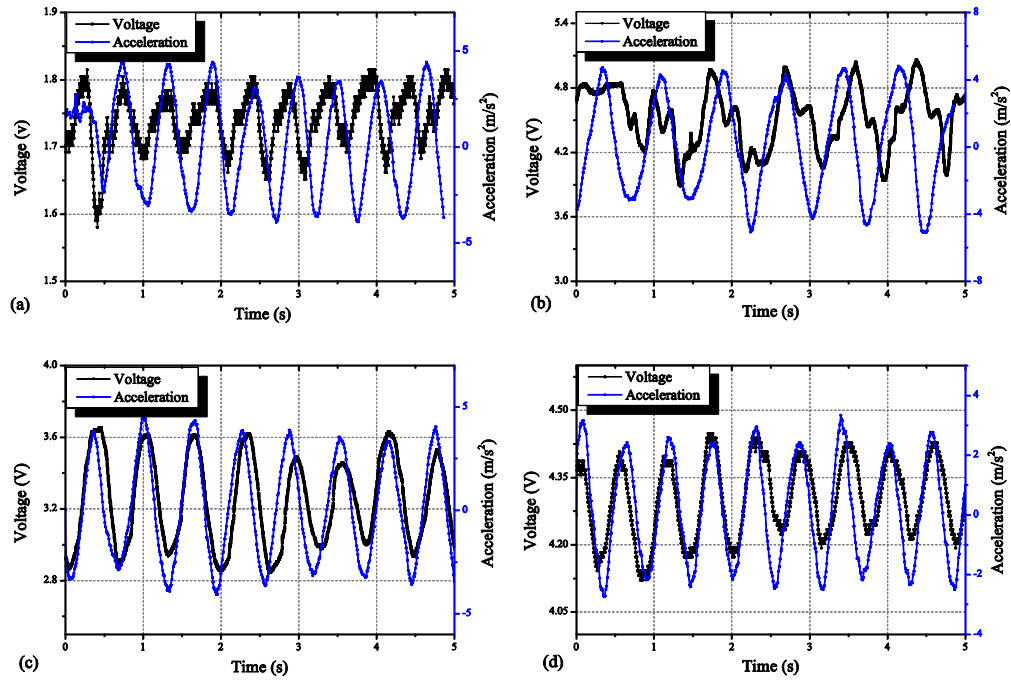 1.9
1.8
1.7
1.6
1.5
Voltage (v)
Voltage
Acceleration
5
0
-5
Acceleration (m/s²)
0 1 2 3 4 5
Time (s)
(a)
5.4
4.8
4.2
3.6
3.0
Voltage (V)
Voltage
Acceleration
8
4
0
-4
-8
Acceleration (m/s²)
0 1 2 3 4 5
Time (s)
(b)
4.0
3.6
3.2
2.8
Voltage (V)
Voltage
Acceleration
5
0
-5
Acceleration (m/s²)
0 1 2 3 4 5
Time (s)
(c)
4.50
4.35
4.20
4.05
Voltage (V)
Voltage
Acceleration
4
2
0
-2
-4
Acceleration (m/s²)
0 1 2 3 4 5
Time (s)
(d)